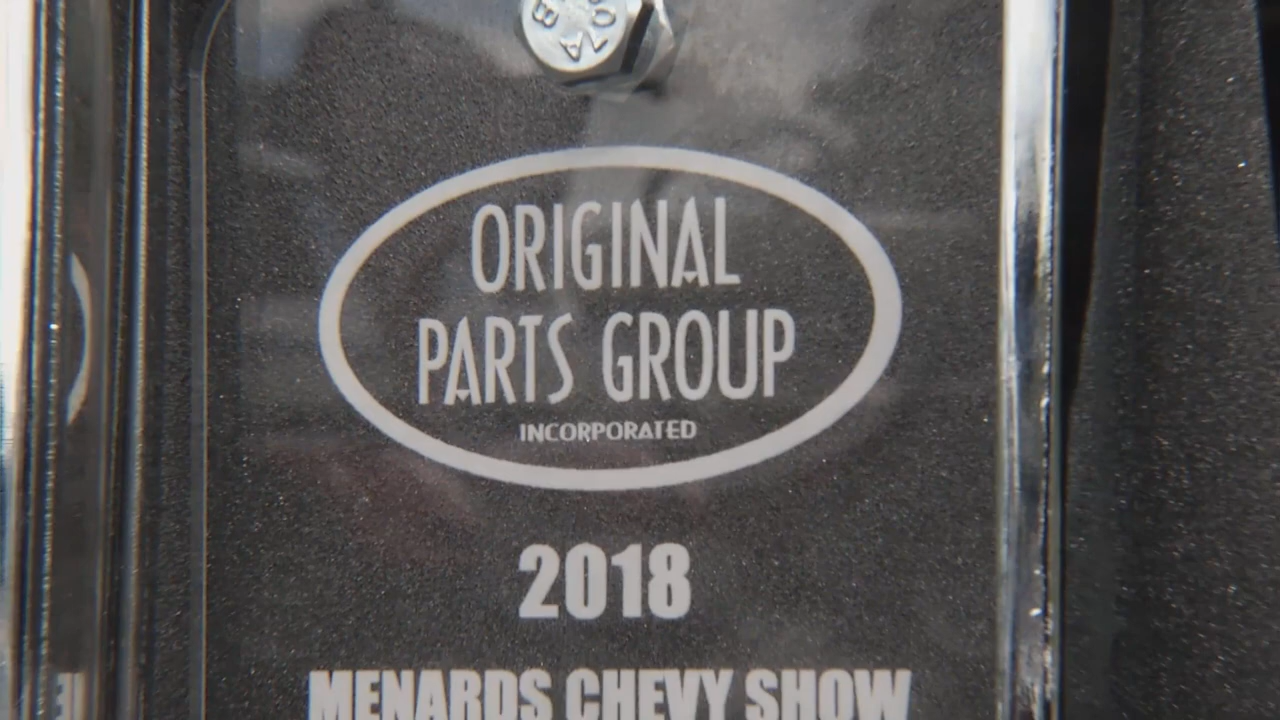 ORIGINAL
PARTS GROUP
INCORPORATED
2018
MENARDS CHEVY SHOW